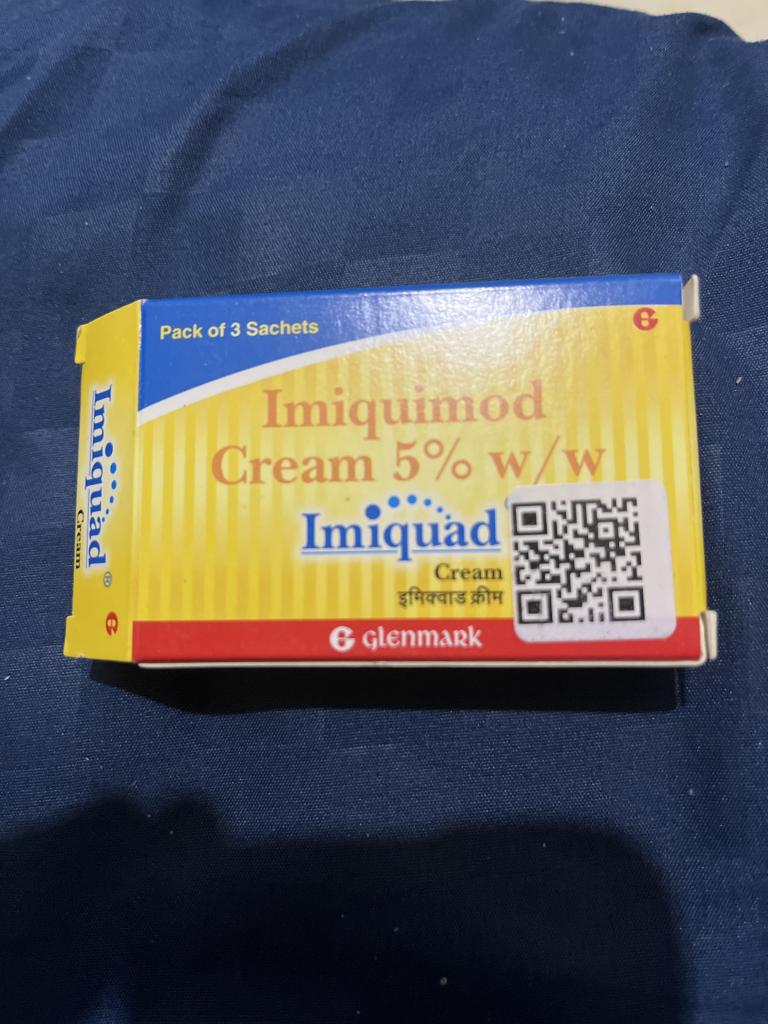 Pack of 3 Sachets
Imiquimod
Cream 5% w/w
Imiquad
Cream
इमिक्वाड क्रीम
glenmark
Imiquad®
Cream